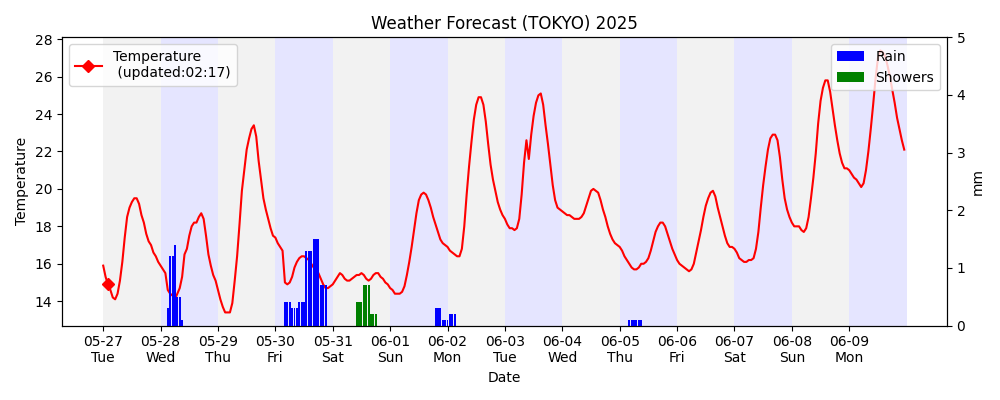 Weather Forecast (TOKYO) 2025
Temperature
(updated:02:17)
Rain
Showers
28
26
24
22
20
18
16
14
Temperature
5
4
3
2
1
0
mm
05-27 05-28 05-29 05-30 05-31 06-01 06-02 06-03 06-04 06-05 06-06 06-07 06-08 06-09
Tue Wed Thu Fri Sat Sun Mon Tue Wed Thu Fri Sat Sun Mon
Date